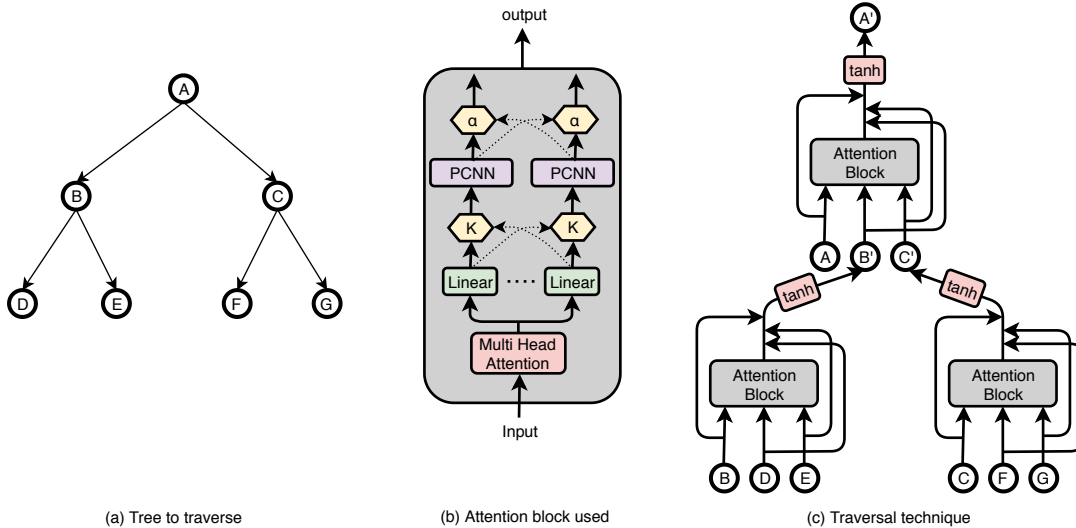 A
B
C
D
E
F
G
(a) Tree to traverse
output
α
α
PCNN
PCNN
K
K
Linear
....
Linear
Multi Head
Attention
Input
(b) Attention block used
A'
tanh
Attention
Block
A
B'
C'
tanh
tanh
Attention
Block
Attention
Block
B
D
E
C
F
G
(c) Traversal technique